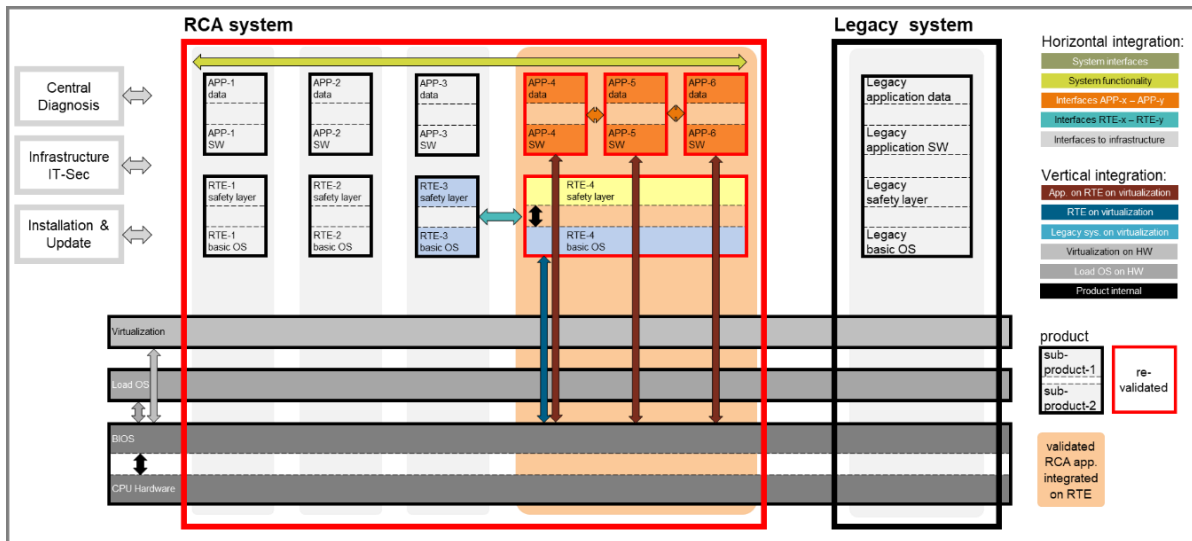 RCA system
Legacy system
Central
Diagnosis
Infrastructure
IT-Sec
Installation &
Update
APP-1
data
APP-1
SW
APP-2
data
APP-2
SW
APP-3
data
APP-3
SW
APP-4
data
APP-4
SW
APP-5
data
APP-5
SW
APP-6
data
APP-6
SW
RTE-1
safety layer
RTE-1
basic OS
RTE-2
safety layer
RTE-2
basic OS
RTE-3
safety layer
RTE-3
basic OS
RTE-4
safety layer
RTE-4
basic OS
Legacy
application data
Legacy
application SW
Legacy
safety layer
Legacy
basic OS
Virtualization
Load OS
BIOS
CPU Hardware
Horizontal integration:
System interfaces
System functionality
Interfaces APP-x – APP-y
Interfaces RTE-x – RTE-y
Interfaces to infrastructure
Vertical integration:
App. on RTE on virtualization
RTE on virtualization
Legacy sys. on virtualization
Virtualization on HW
Load OS on HW
Product internal
product
sub-
product-1
sub-
product-2
re-
validated
validated
RCA app.
integrated
on RTE